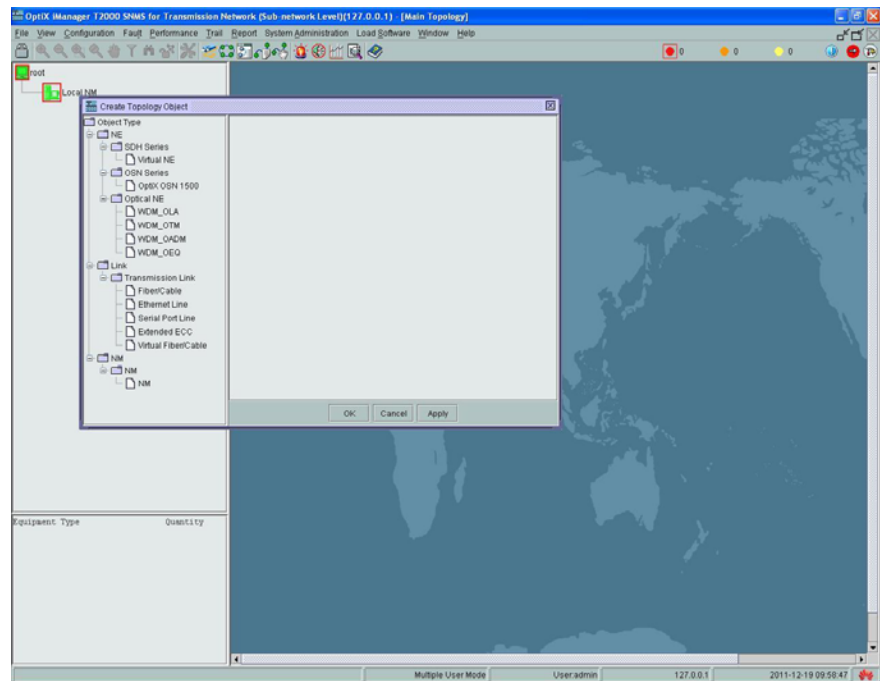 OptiX iManager T2000 SNMS for Transmission Network (Sub-network Level)(127.0.0.1) - [Main Topology]
File View Configuration Fault Performance Trail Report System Administration Load Software Window Help
0 0 0
root
Local NM
Create Topology Object
Object Type
NE
SDH Series
Virtual NE
OSN Series
OptiX OSN 1500
Optical NE
WDM_OLA
WDM_OTM
WDM_OADM
WDM_OEQ
Link
Transmission Link
Fiber/Cable
Ethernet Line
Serial Port Line
Extended ECC
Virtual Fiber/Cable
NM
NM
NM
OK Cancel Apply
Equipment Type Quantity
Multiple User Mode User:admin 127.0.0.1 2011-12-19 09:58:47